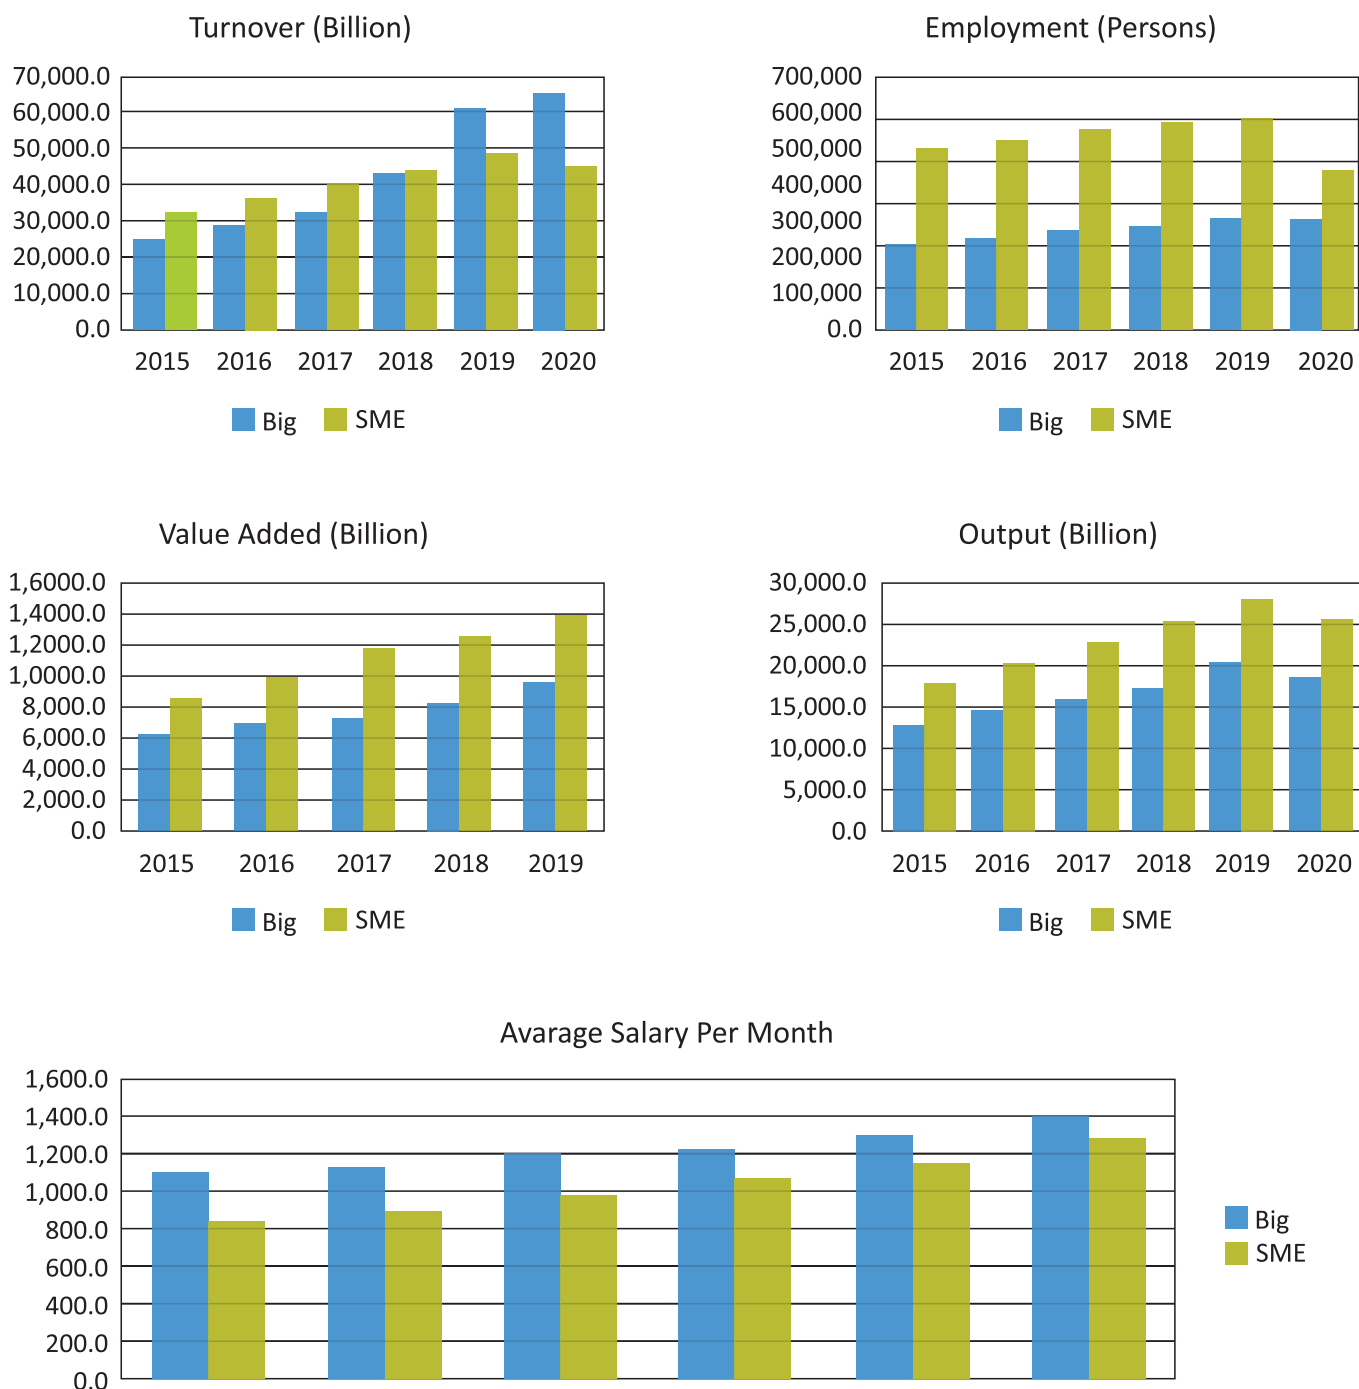 Turnover (Billion)
70,000.0
60,000.0
50,000.0
40,000.0
30,000.0
20,000.0
10,000.0
0.0
2015 2016 2017 2018 2019 2020
Big SME
Employment (Persons)
700,000
600,000
500,000
400,000
300,000
200,000
100,000
0.0
2015 2016 2017 2018 2019 2020
Big SME
Value Added (Billion)
1,6000.0
1,4000.0
1,2000.0
1,0000.0
8,000.0
6,000.0
4,000.0
2,000.0
0.0
2015 2016 2017 2018 2019
Big SME
Output (Billion)
30,000.0
25,000.0
20,000.0
15,000.0
10,000.0
5,000.0
0.0
2015 2016 2017 2018 2019 2020
Big SME
Avarage Salary Per Month
1,600.0
1,400.0
1,200.0
1,000.0
800.0
600.0
400.0
200.0
0.0
Big
SME